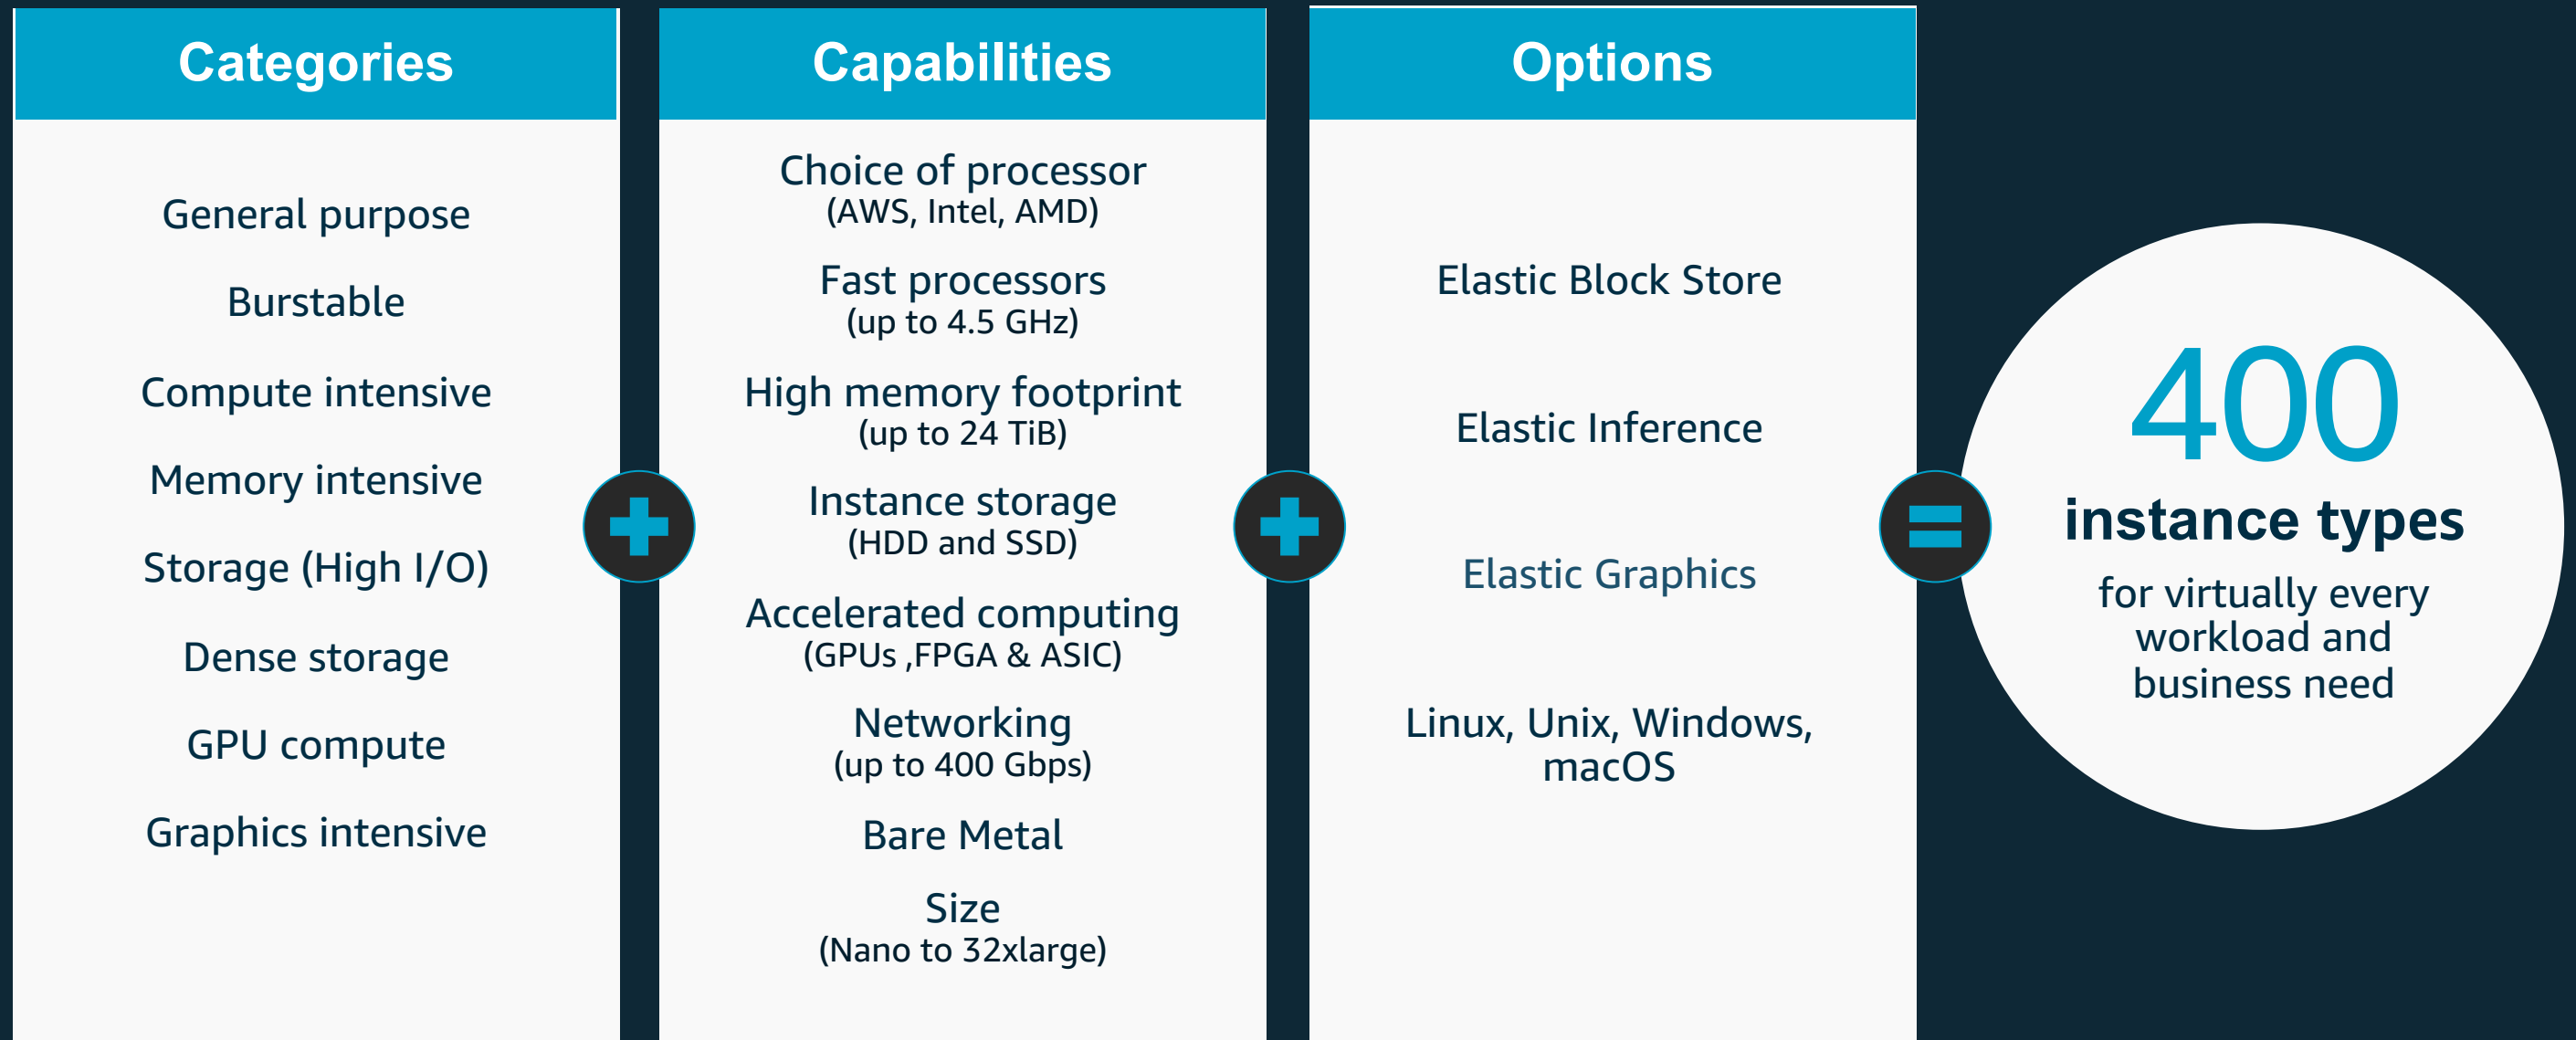 Categories
General purpose
Burstable
Compute intensive
Memory intensive
Storage (High I/O)
Dense storage
GPU compute
Graphics intensive
Capabilities
Choice of processor
(AWS, Intel, AMD)
Fast processors
(up to 4.5 GHz)
High memory footprint
(up to 24 TiB)
Instance storage
(HDD and SSD)
Accelerated computing
(GPUs ,FPGA & ASIC)
Networking
(up to 400 Gbps)
Bare Metal
Size
(Nano to 32xlarge)
Options
Elastic Block Store
Elastic Inference
Elastic Graphics
Linux, Unix, Windows,
macOS
400
instance types
for virtually every
workload and
business need